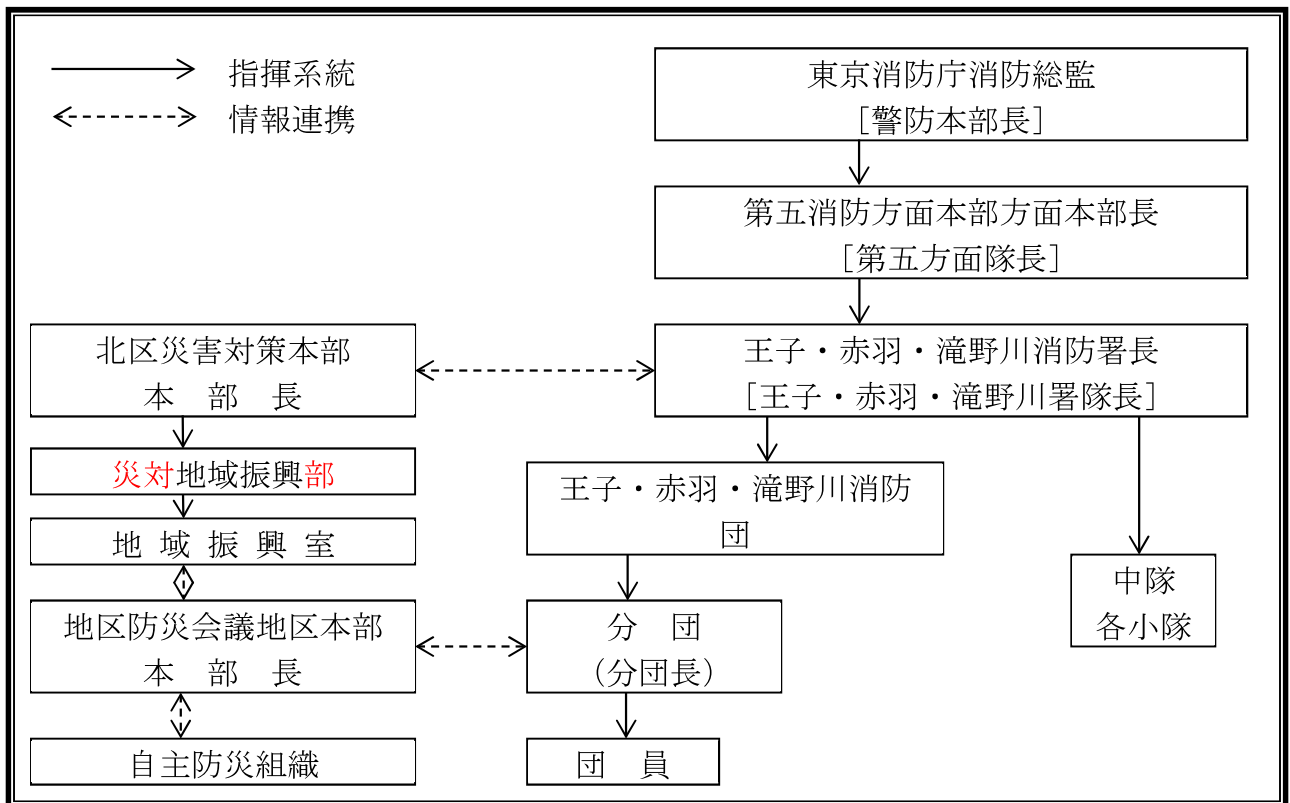 指揮系統
情報連携
東京消防庁消防総監
［警防本部長］
第五消防方面本部方面本部長
［第五方面隊長］
北区災害対策本部
本　部　長
王子・赤羽・滝野川消防署長
［王子・赤羽・滝野川署隊長］
災対地域振興部
王子・赤羽・滝野川消防
団
地 域 振 興 室
中隊
各小隊
地区防災会議地区本部
本　部　長
分　団
（分団長）
自主防災組織
団　員